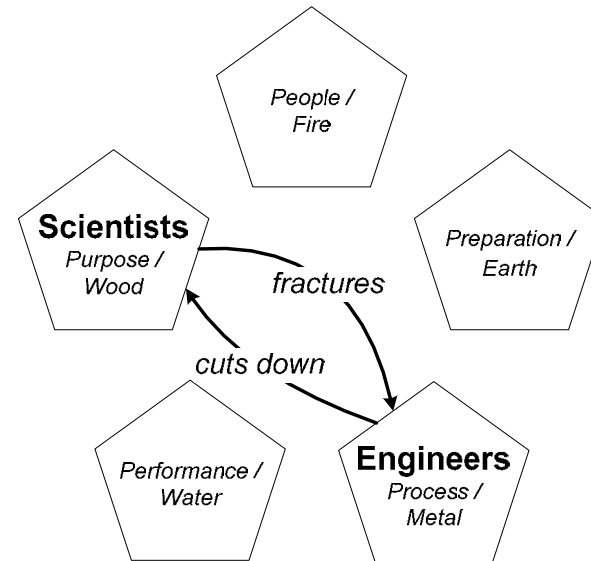 People /
Fire
Scientists
Purpose /
Wood
Preparation /
Earth
fractures
cuts down
Performance /
Water
Engineers
Process /
Metal